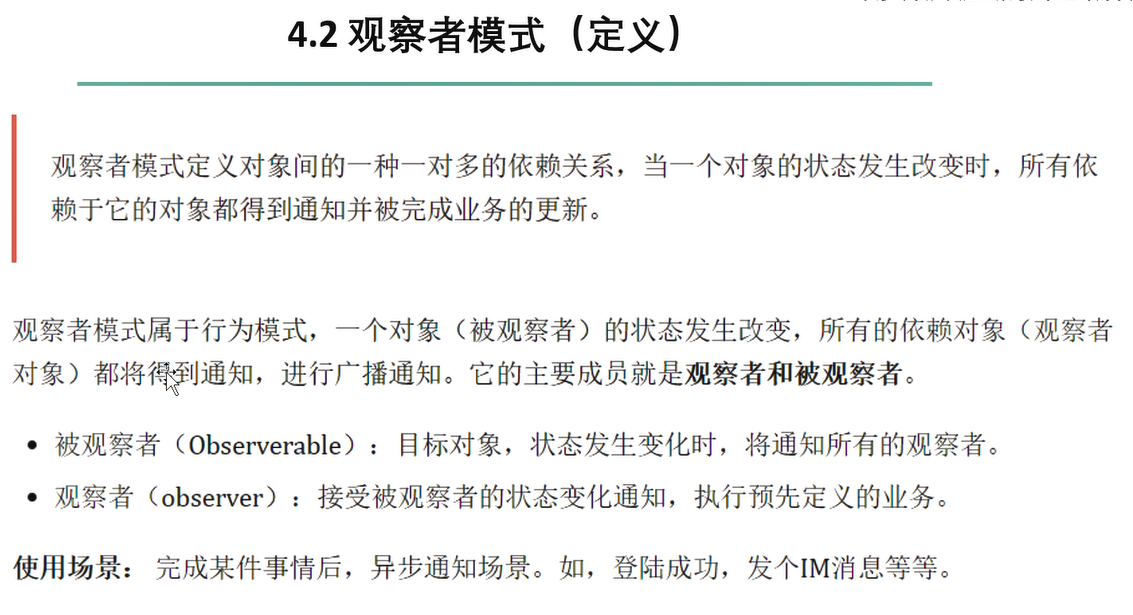 4.2 观察者模式（定义）
观察者模式定义对象间的一种一对多的依赖关系，当一个对象的状态发生改变时，所有依
赖于它的对象都得到通知并被完成业务的更新。
观察者模式属于行为模式，一个对象（被观察者）的状态发生改变，所有的依赖对象（观察者
对象）都将得到通知，进行广播通知。它的主要成员就是观察者和被观察者。
• 被观察者（Observerable）：目标对象，状态发生变化时，将通知所有的观察者。
• 观察者（observer）：接受被观察者的状态变化通知，执行预先定义的业务。
使用场景： 完成某件事情后，异步通知场景。如，登陆成功，发个IM消息等等。